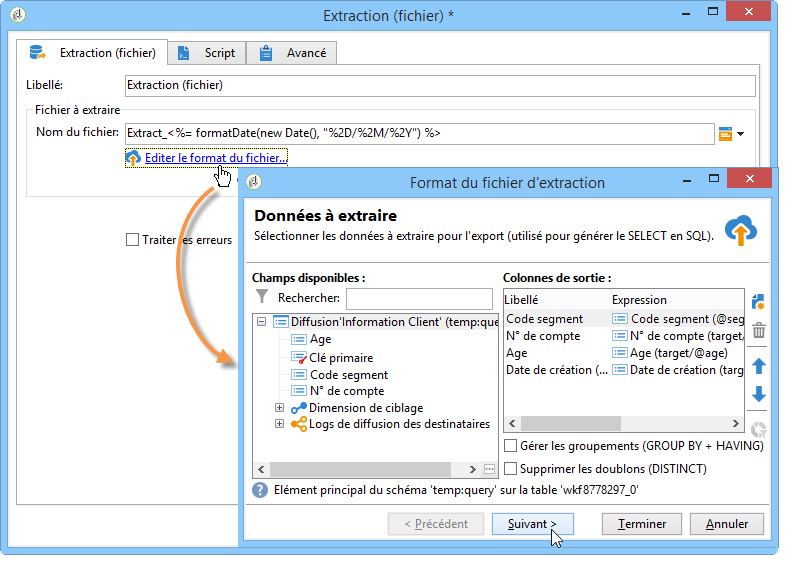 Extraction (fichier) *
Extraction (fichier)
Script
Avancé
Libellé:
Extraction (fichier)
Fichier à extraire
Nom du fichier:
Extract_<%= formatDate(new Date(), "%2D/%2M/%2Y") %>
Editer le format du fichier...
Traiter les erreurs
Format du fichier d'extraction
Données à extraire
Sélectionner les données à extraire pour l'export (utilisé pour générer le SELECT en SQL).
Champs disponibles :
Rechercher:
Diffusion'Information Client' (temp:que
Age
Clé primaire
Code segment
N° de compte
Dimension de ciblage
Logs de diffusion des destinataires
Colonnes de sortie :
Libellé Expression
Code segment Code segment (@seg
N° de compte N° de compte (target/
Age Age (target/@age)
Date de création (... Date de création (targ
Gérer les groupements (GROUP BY + HAVING)
Supprimer les doublons (DISTINCT)
Elément principal du schéma 'temp:query' sur la table 'wkf8778297_0'
< Précédent
Suivant >
Terminer
Annuler